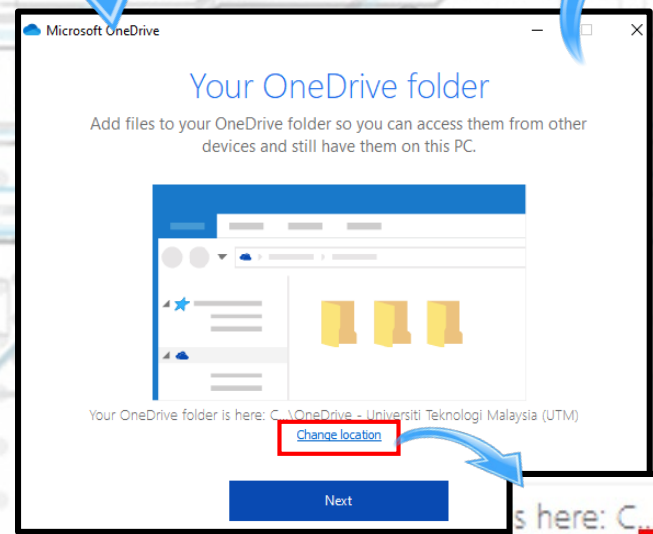 Microsoft OneDrive
Your OneDrive folder
Add files to your OneDrive folder so you can access them from other
devices and still have them on this PC.
Your OneDrive folder is here: C...\OneDrive - Universiti Teknologi Malaysia (UTM)
Change location
Next
s here: C..